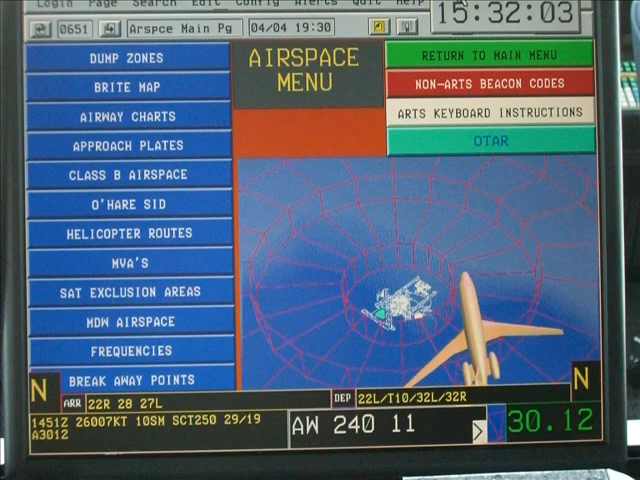 Login Page Search Edit Config Alerts Quit Help
15:32:03
0651 Arspce Main Pg 04/04 19:30
AIRSPACE
MENU
DUMP ZONES
BRITE MAP
AIRWAY CHARTS
APPROACH PLATES
CLASS B AIRSPACE
O'HARE SID
HELICOPTER ROUTES
MVA'S
SAT EXCLUSION AREAS
MDW AIRSPACE
FREQUENCIES
BREAK AWAY POINTS
RETURN TO MAIN MENU
NON-ARTS BEACON CODES
ARTS KEYBOARD INSTRUCTIONS
OTAR
N
ARR 22R 28 27L
DEP 22L/T10/32L/32R
N
1451Z 26007KT 10SM SCT250 29/19
A3012
AW 240 11
30.12